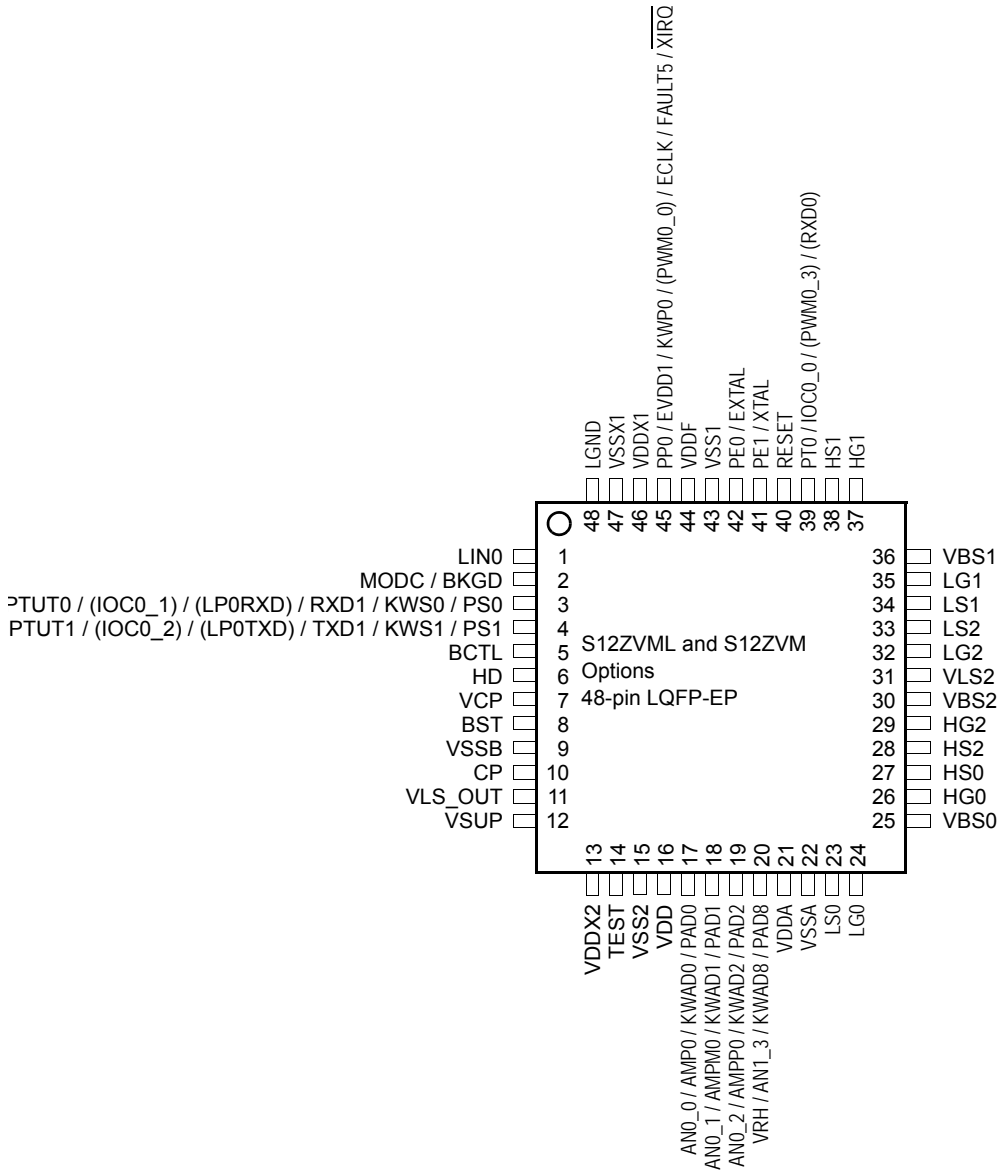 PP0 / EVDD1 / KWP0 / (PWM0_0) / ECLK / FAULT5 / XIRQ
PT0 / IOC0_0 / (PWM0_3) / (RXD0)
LGND
VSSX1
VDDX1
VDDF
VSS1
PE0 / EXTAL
PE1 / XTAL
RESET
HS1
HG1
48
47
46
45
44
43
42
41
40
39
38
37
LIN0 1
MODC / BKGD 2
PTUT0 / (IOC0_1) / (LP0RXD) / RXD1 / KWS0 / PS0 3
PTUT1 / (IOC0_2) / (LP0TXD) / TXD1 / KWS1 / PS1 4
BCTL 5
HD 6
VCP 7
BST 8
VSSB 9
CP 10
VLS_OUT 11
VSUP 12
S12ZVML and S12ZVM
Options
48-pin LQFP-EP
36 VBS1
35 LG1
34 LS1
33 LS2
32 LG2
31 VLS2
30 VBS2
29 HG2
28 HS2
27 HS0
26 HG0
25 VBS0
13
14
15
16
17
18
19
20
21
22
23
24
VDDX2
TEST
VSS2
VDD
AN0_0 / AMP0 / KWAD0 / PAD0
AN0_1 / AMPM0 / KWAD1 / PAD1
AN0_2 / AMPP0 / KWAD2 / PAD2
VRH / AN1_3 / KWAD8 / PAD8
VDDA
VSSA
LS0
LG0